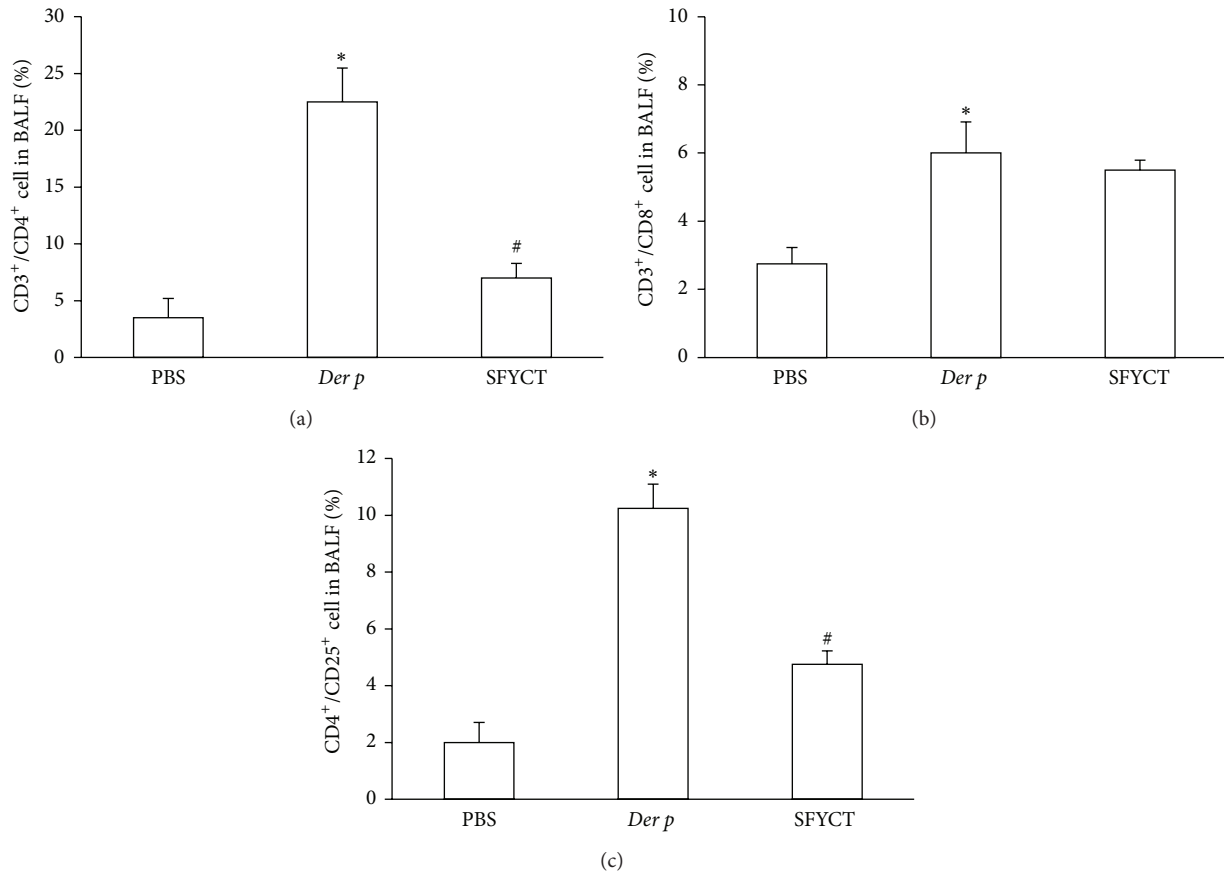 30
25
20
15
10
5
0
CD3⁺/CD4⁺ cell in BALF (%)
*
#
PBS
Der p
SFYCT
(a)
10
8
6
4
2
0
CD3⁺/CD8⁺ cell in BALF (%)
*
PBS
Der p
SFYCT
(b)
12
10
8
6
4
2
0
CD4⁺/CD25⁺ cell in BALF (%)
*
#
PBS
Der p
SFYCT
(c)